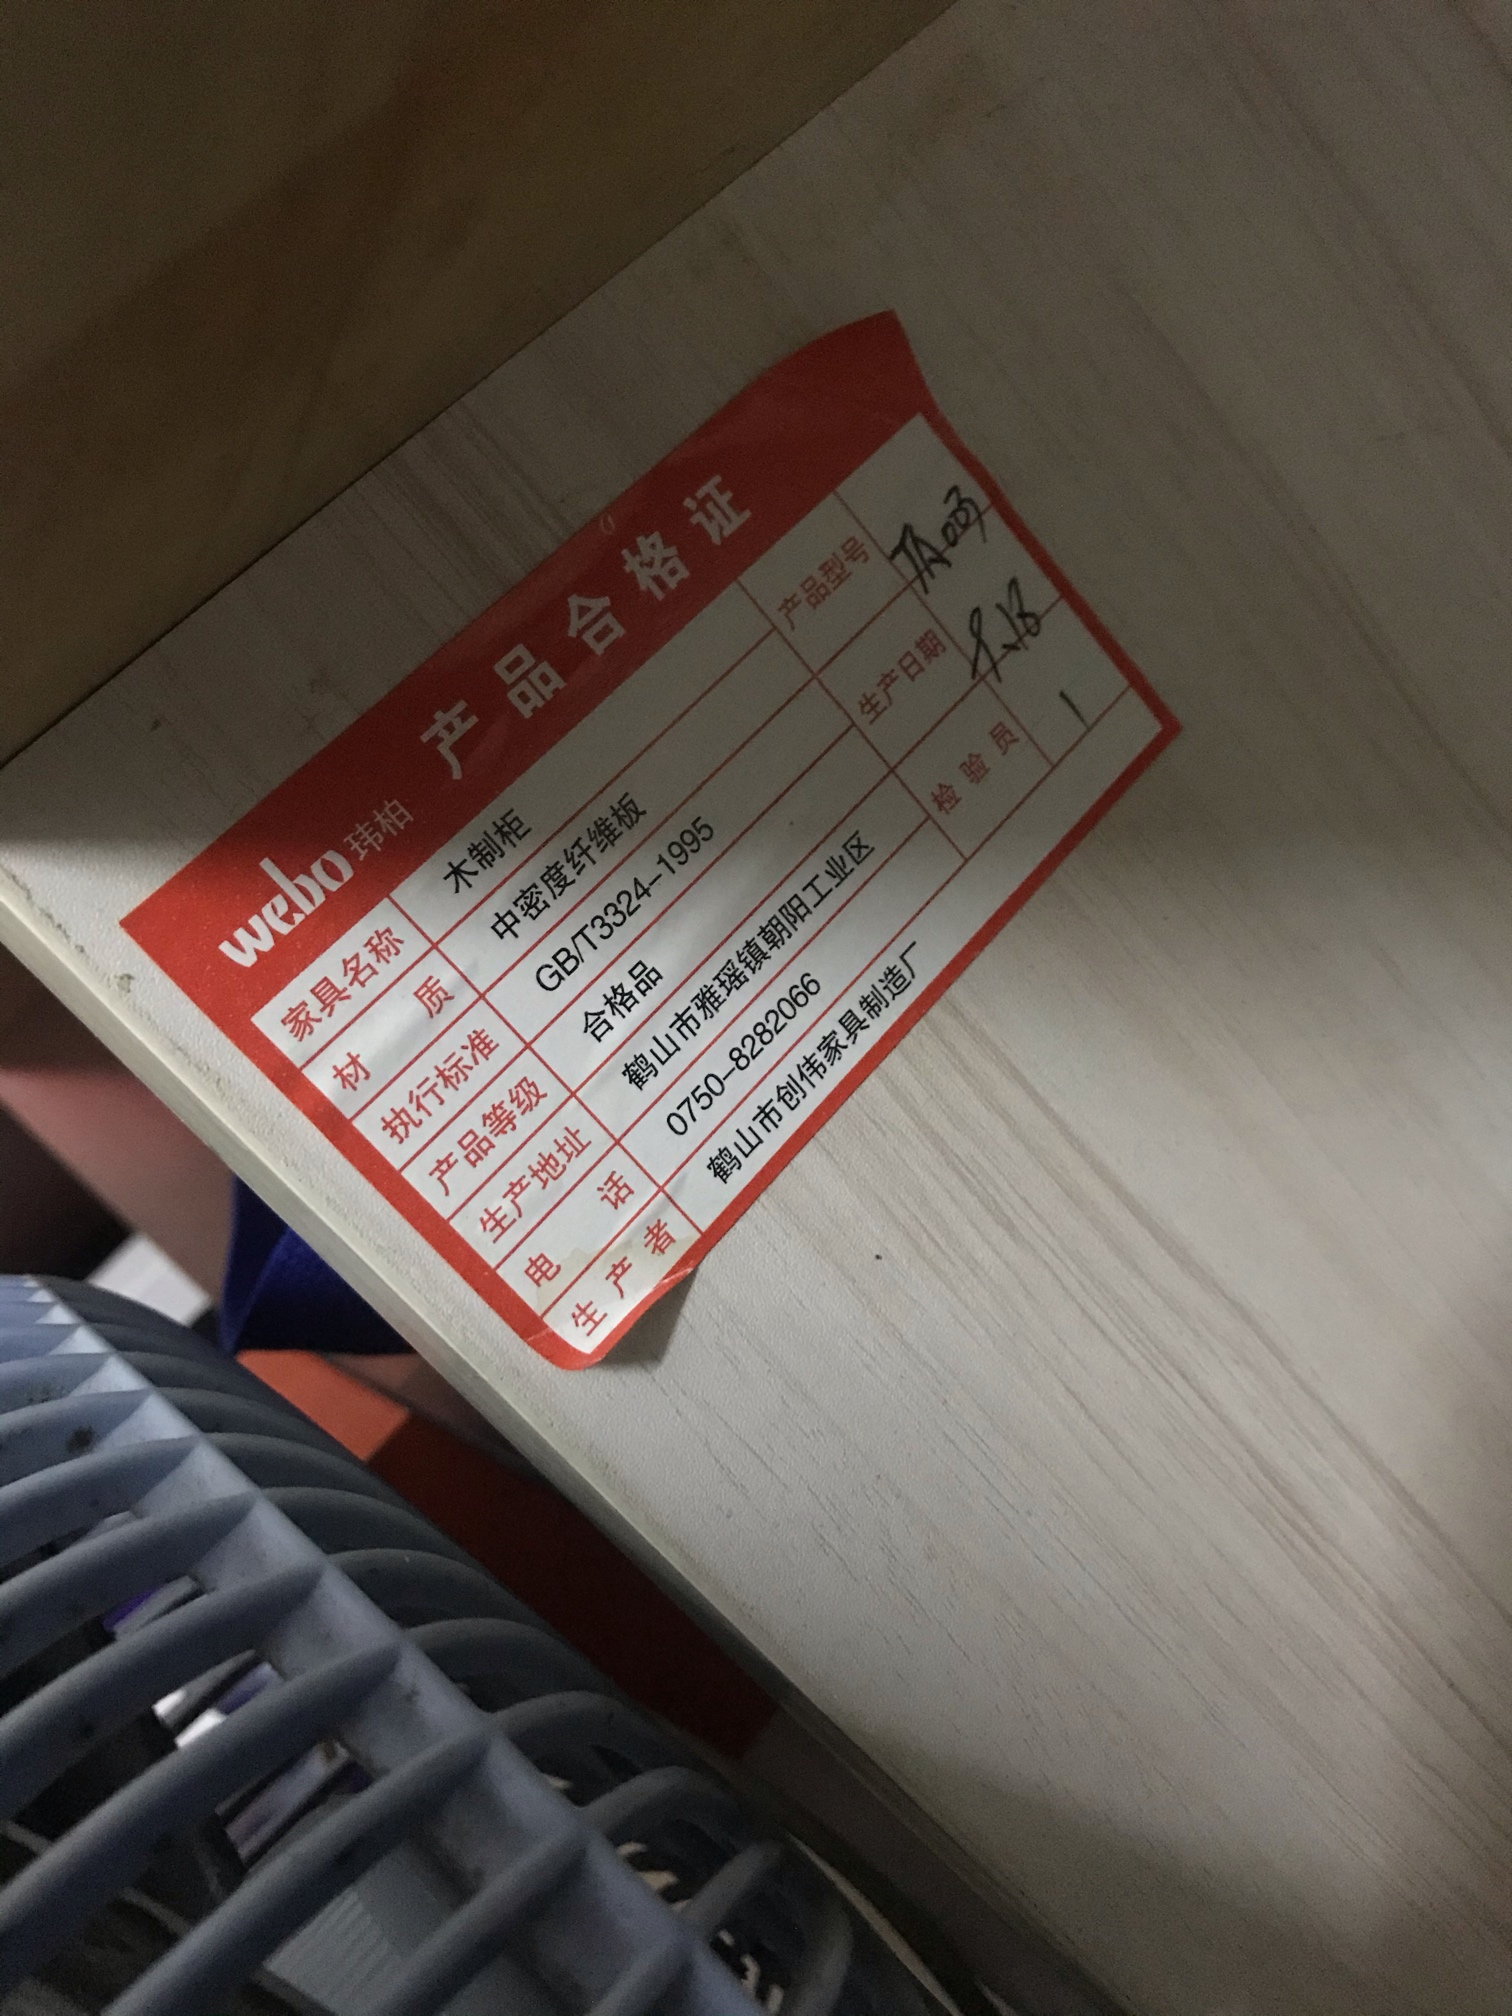 webo 玮柏 产品合格证
家具名称 木制柜 产品型号
材质 中密度纤维板 生产日期
执行标准 GB/T3324-1995 检验员 1
产品等级 合格品
生产地址 鹤山市雅瑶镇朝阳工业区
电话 0750-8282066
生产者 鹤山市创伟家具制造厂